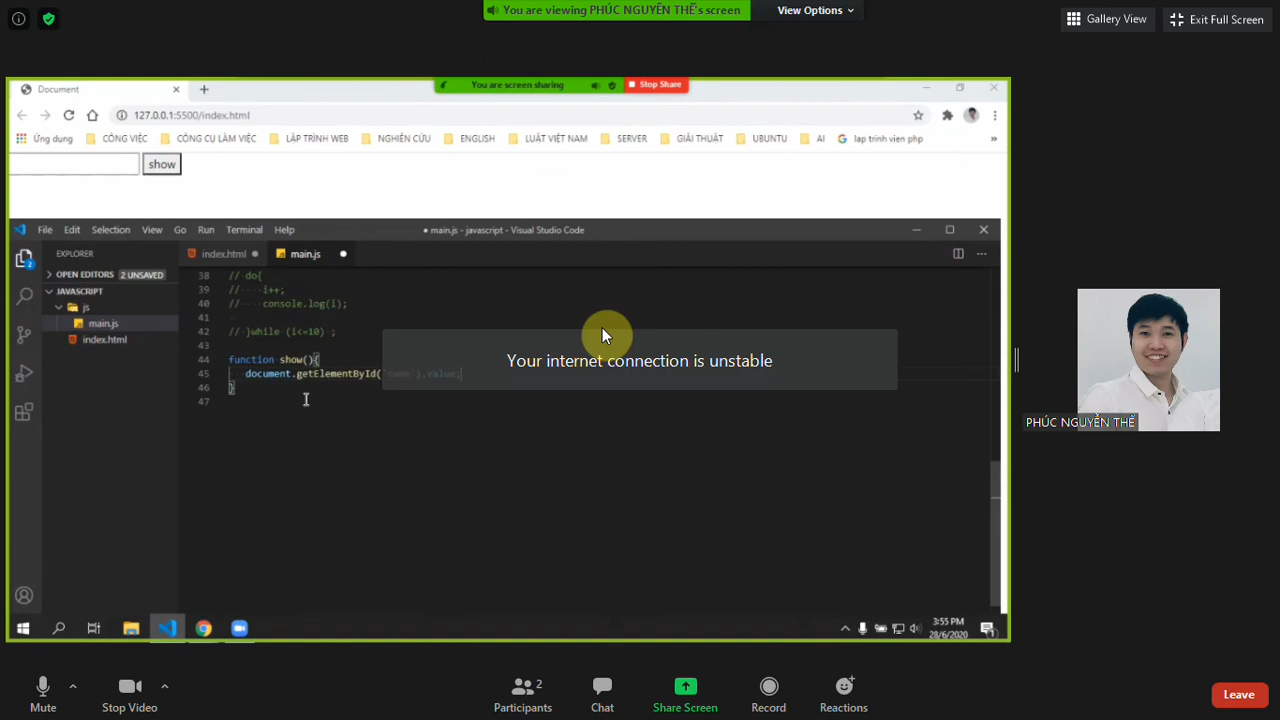 You are viewing PHÚC NGUYỄN THẾ's screen
View Options
Gallery View
Exit Full Screen
Document
You are screen sharing
Stop Share
127.0.0.1:5500/index.html
Ứng dụng
CÔNG VIỆC
CÔNG CỤ LÀM VIỆC
LẬP TRÌNH WEB
NGHIÊN CỨU
ENGLISH
LUẬT VIỆT NAM
SERVER
GIẢI THUẬT
UBUNTU
AI
lap trinh vien php
show
File Edit Selection View Go Run Terminal Help
● main.js - javascript - Visual Studio Code
EXPLORER
index.html
main.js
OPEN EDITORS 2 UNSAVED
JAVASCRIPT
js
main.js
index.html
38 // do{
39 // i++;
40 // console.log(i);
41
42 // }while (i<=10) ;
43
44 function show(){
45 document.getElementById('name').value;
46 }
47
Your internet connection is unstable
PHÚC NGUYỄN THẾ
3:55 PM
28/6/2020
Mute
Stop Video
Participants 2
Chat
Share Screen
Record
Reactions
Leave